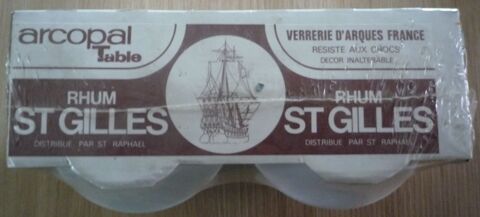 arcopal
Table
VERRERIE D'ARQUES FRANCE
RESISTE AUX CHOCS
DECOR INALTERABLE
RHUM
ST GILLES
DISTRIBUE PAR ST RAPHAEL
RHUM
ST GILLES
DISTRIBUE PAR ST RAPHAEL